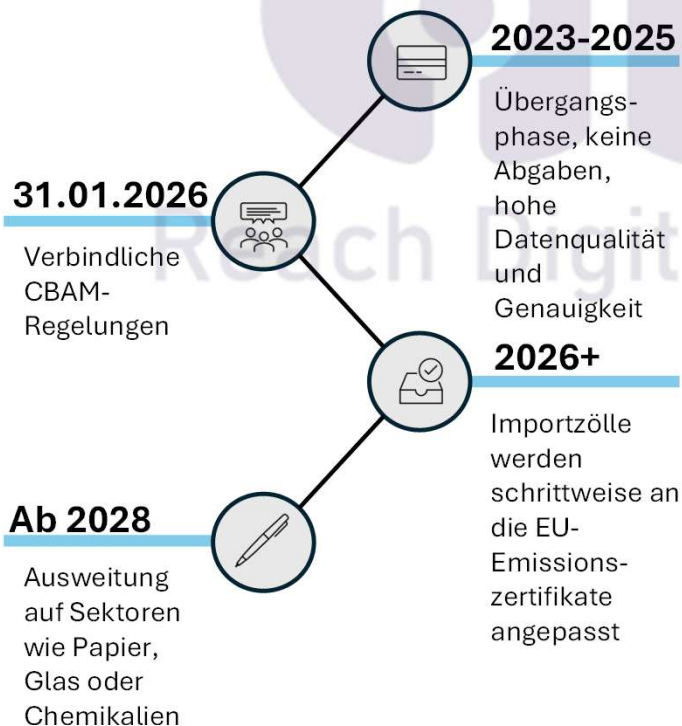 2023-2025
Übergangs-
phase, keine
Abgaben,
hohe
Datenqualität
und
Genauigkeit
31.01.2026
Verbindliche
CBAM-
Regelungen
2026+
Importzölle
werden
schrittweise an
die EU-
Emissions-
zertifikate
angepasst
Ab 2028
Ausweitung
auf Sektoren
wie Papier,
Glas oder
Chemikalien
Reach Digit